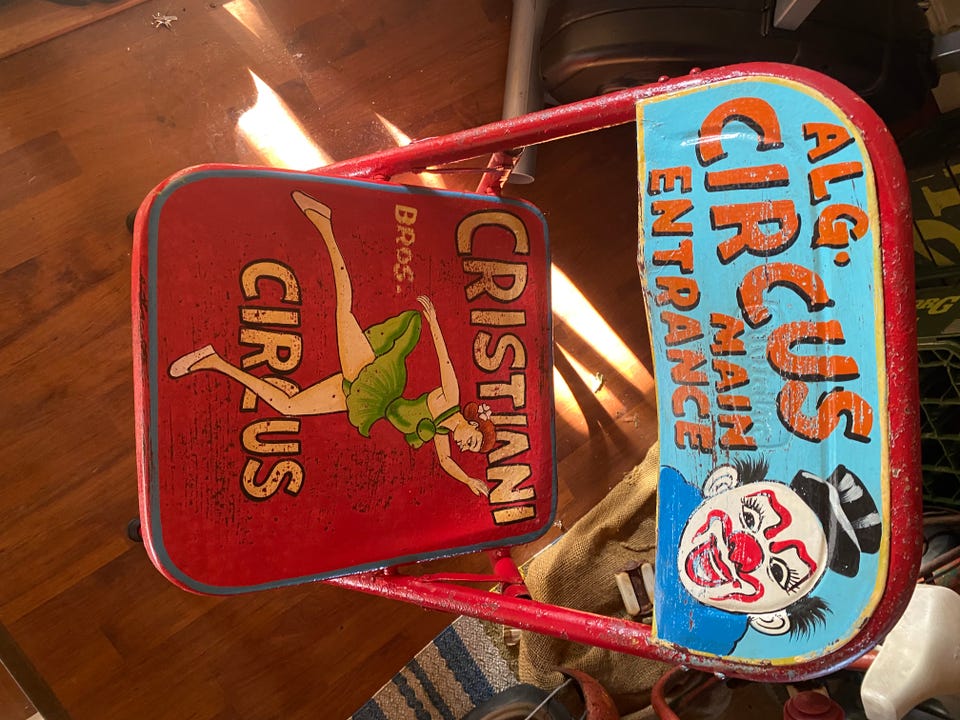 ALG.
CIRCUS
MAIN
ENTRANCE
CRISTIANI
BROS.
CIRCUS